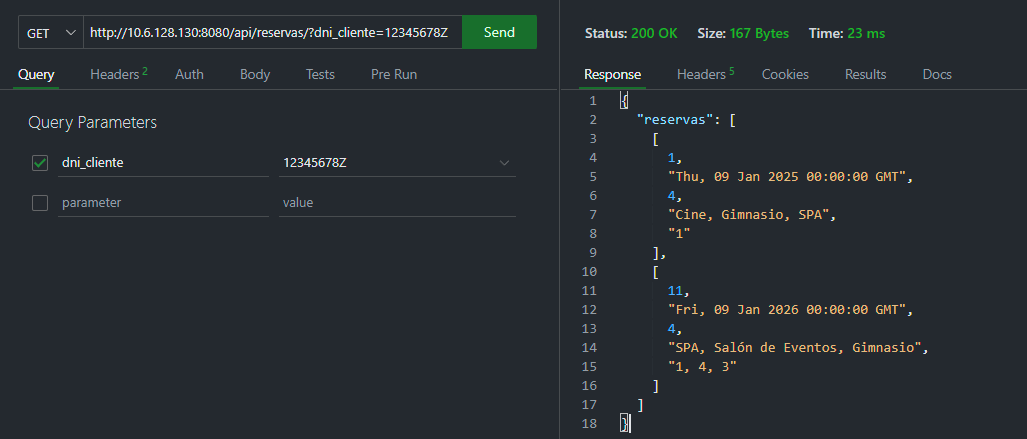 GET http://10.6.128.130:8080/api/reservas/?dni_cliente=12345678Z Send
Query Headers 2 Auth Body Tests Pre Run
Query Parameters
dni_cliente 12345678Z
parameter value
Status: 200 OK Size: 167 Bytes Time: 23 ms
Response Headers 5 Cookies Results Docs
1 {
2 "reservas": [
3 [
4 1,
5 "Thu, 09 Jan 2025 00:00:00 GMT",
6 4,
7 "Cine, Gimnasio, SPA",
8 "1"
9 ],
10 [
11 11,
12 "Fri, 09 Jan 2026 00:00:00 GMT",
13 4,
14 "SPA, Salón de Eventos, Gimnasio",
15 "1, 4, 3"
16 ]
17 ]
18 }